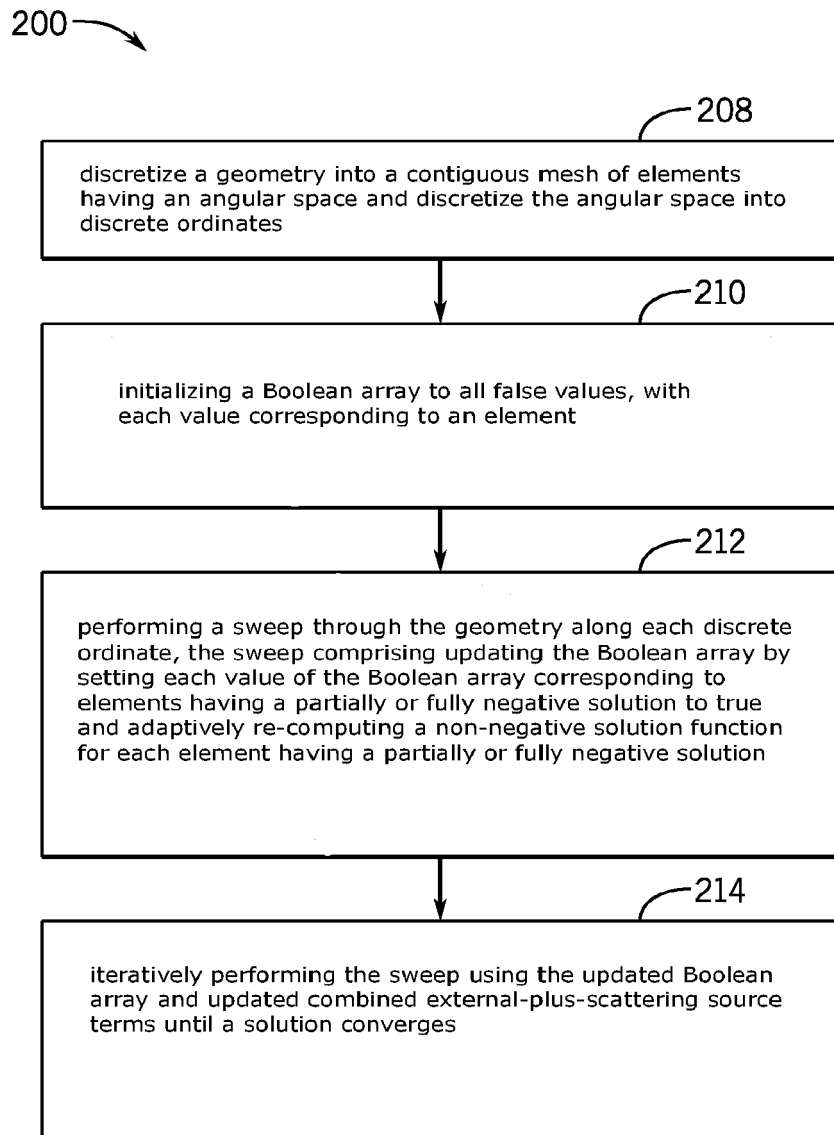 200
208
discretize a geometry into a contiguous mesh of elements
having an angular space and discretize the angular space into
discrete ordinates
210
initializing a Boolean array to all false values, with
each value corresponding to an element
212
performing a sweep through the geometry along each discrete
ordinate, the sweep comprising updating the Boolean array by
setting each value of the Boolean array corresponding to
elements having a partially or fully negative solution to true
and adaptively re-computing a non-negative solution function
for each element having a partially or fully negative solution
214
iteratively performing the sweep using the updated Boolean
array and updated combined external-plus-scattering source
terms until a solution converges